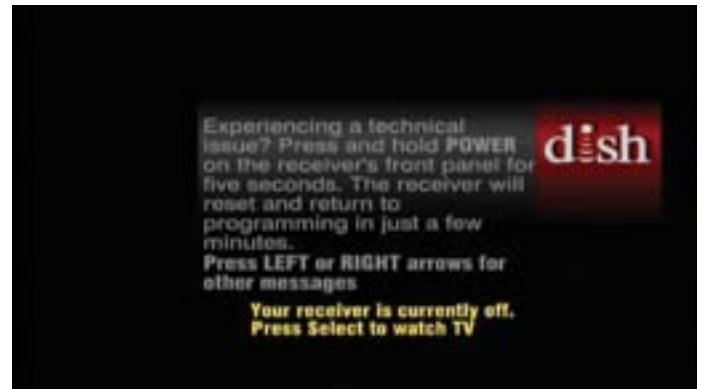 Experiencing a technical
issue? Press and hold POWER
on the receiver's front panel for
five seconds. The receiver will
reset and return to
programming in just a few
minutes.
Press LEFT or RIGHT arrows for
other messages
dish
Your receiver is currently off.
Press Select to watch TV